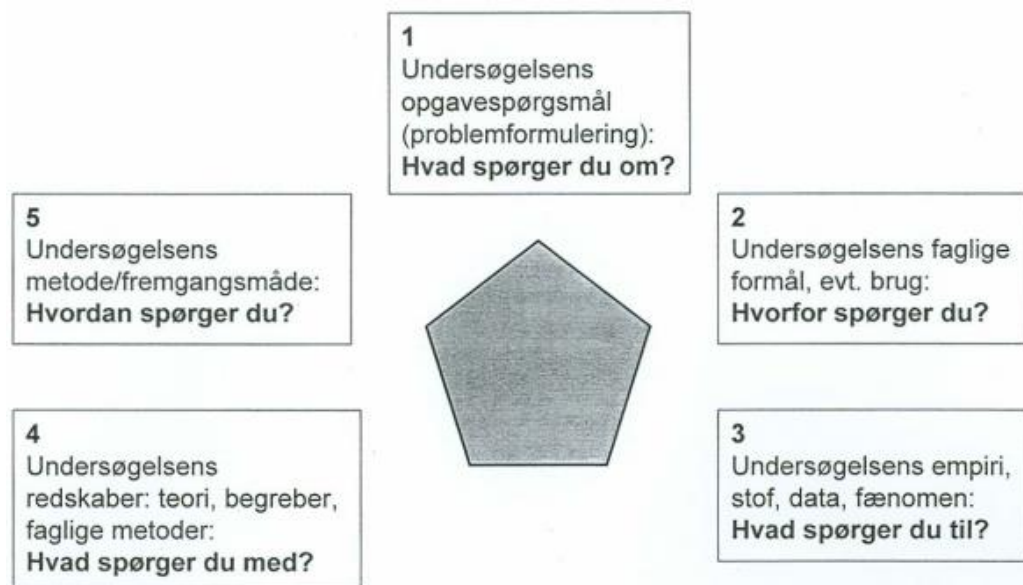 1
Undersøgelsens
opgavespørgsmål
(problemformulering):
Hvad spørger du om?
2
Undersøgelsens faglige
formål, evt. brug:
Hvorfor spørger du?
3
Undersøgelsens empiri,
stof, data, fænomen:
Hvad spørger du til?
4
Undersøgelsens
redskaber: teori, begreber,
faglige metoder:
Hvad spørger du med?
5
Undersøgelsens
metode/fremgangsmåde:
Hvordan spørger du?